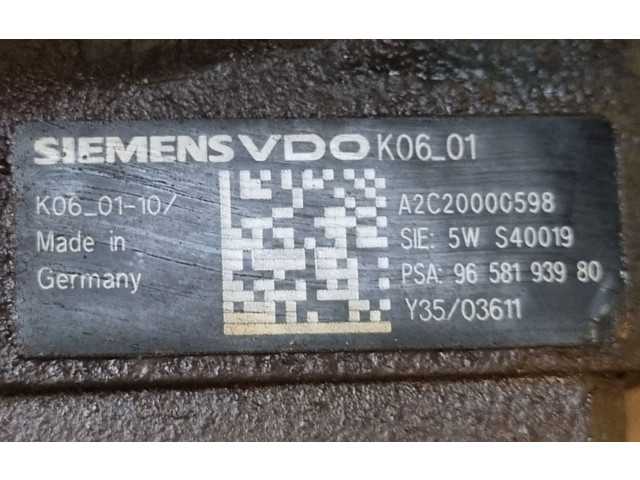 SIEMENS VDO K06_01
K06_01-10/
Made in
Germany
A2C20000598
SIE: 5W S40019
PSA: 96 581 939 80
Y35/03611